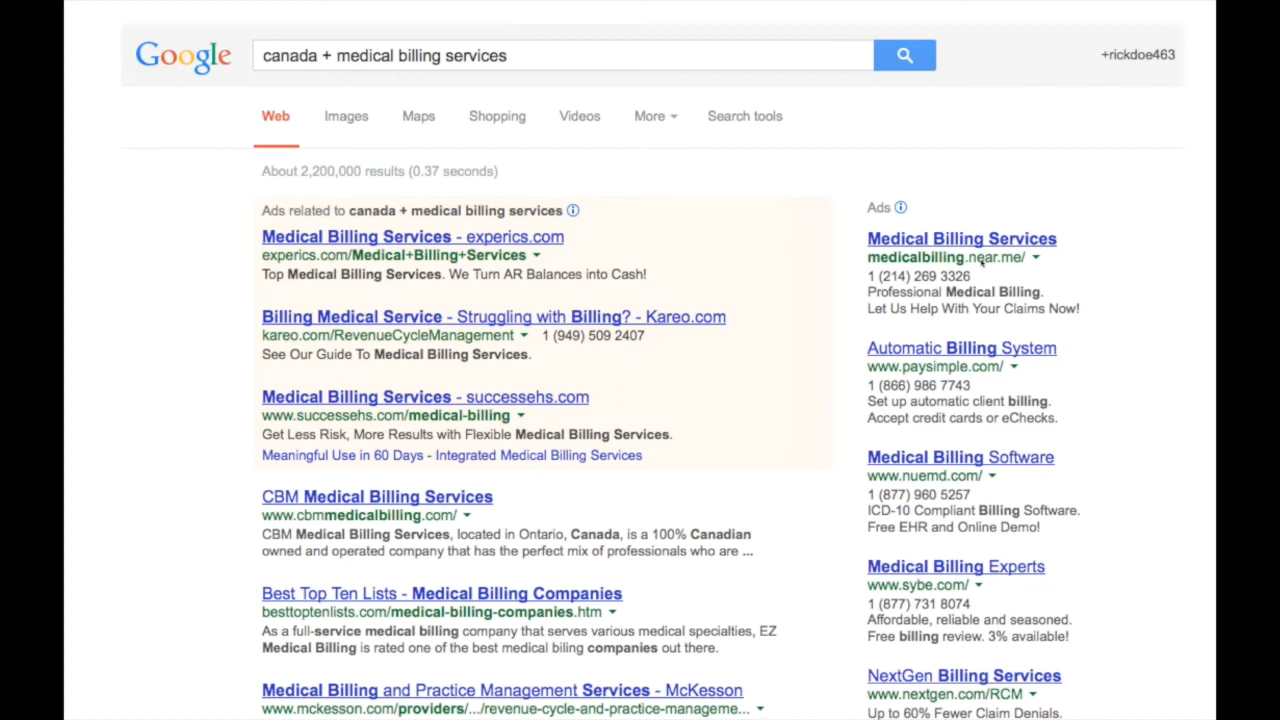 Google
canada + medical billing services
+rickdoe463
Web Images Maps Shopping Videos More Search tools
About 2,200,000 results (0.37 seconds)
Ads related to canada + medical billing services
Medical Billing Services - experics.com
experics.com/Medical+Billing+Services
Top Medical Billing Services. We Turn AR Balances into Cash!
Billing Medical Service - Struggling with Billing? - Kareo.com
kareo.com/RevenueCycleManagement 1 (949) 509 2407
See Our Guide To Medical Billing Services.
Medical Billing Services - successehs.com
www.successehs.com/medical-billing
Get Less Risk, More Results with Flexible Medical Billing Services.
Meaningful Use in 60 Days - Integrated Medical Billing Services
CBM Medical Billing Services
www.cbmmedicalbilling.com/
CBM Medical Billing Services, located in Ontario, Canada, is a 100% Canadian
owned and operated company that has the perfect mix of professionals who are ...
Best Top Ten Lists - Medical Billing Companies
besttoptenlists.com/medical-billing-companies.htm
As a full-service medical billing company that serves various medical specialties, EZ
Medical Billing is rated one of the best medical biling companies out there.
Medical Billing and Practice Management Services - McKesson
www.mckesson.com/providers/.../revenue-cycle-and-practice-manageme...
Ads
Medical Billing Services
medicalbilling.near.me/
1 (214) 269 3326
Professional Medical Billing.
Let Us Help With Your Claims Now!
Automatic Billing System
www.paysimple.com/
1 (866) 986 7743
Set up automatic client billing.
Accept credit cards or eChecks.
Medical Billing Software
www.nuemd.com/
1 (877) 960 5257
ICD-10 Compliant Billing Software.
Free EHR and Online Demo!
Medical Billing Experts
www.sybe.com/
1 (877) 731 8074
Affordable, reliable and seasoned.
Free billing review. 3% available!
NextGen Billing Services
www.nextgen.com/RCM
Up to 60% Fewer Claim Denials.